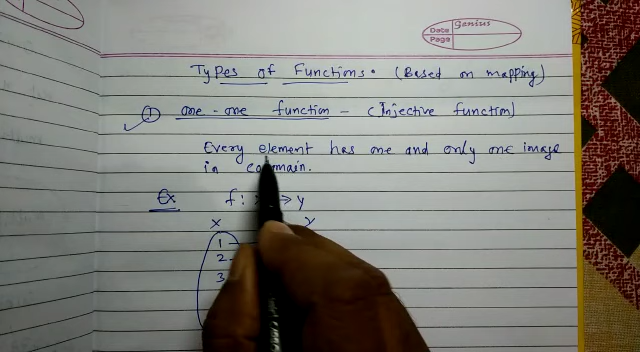 Genius
Date
Page
Types of Functions. (Based on mapping)
① one-one function - (Injective function)
Every element has one and only one image
in
Ex f: → y
X Y
1
2
3